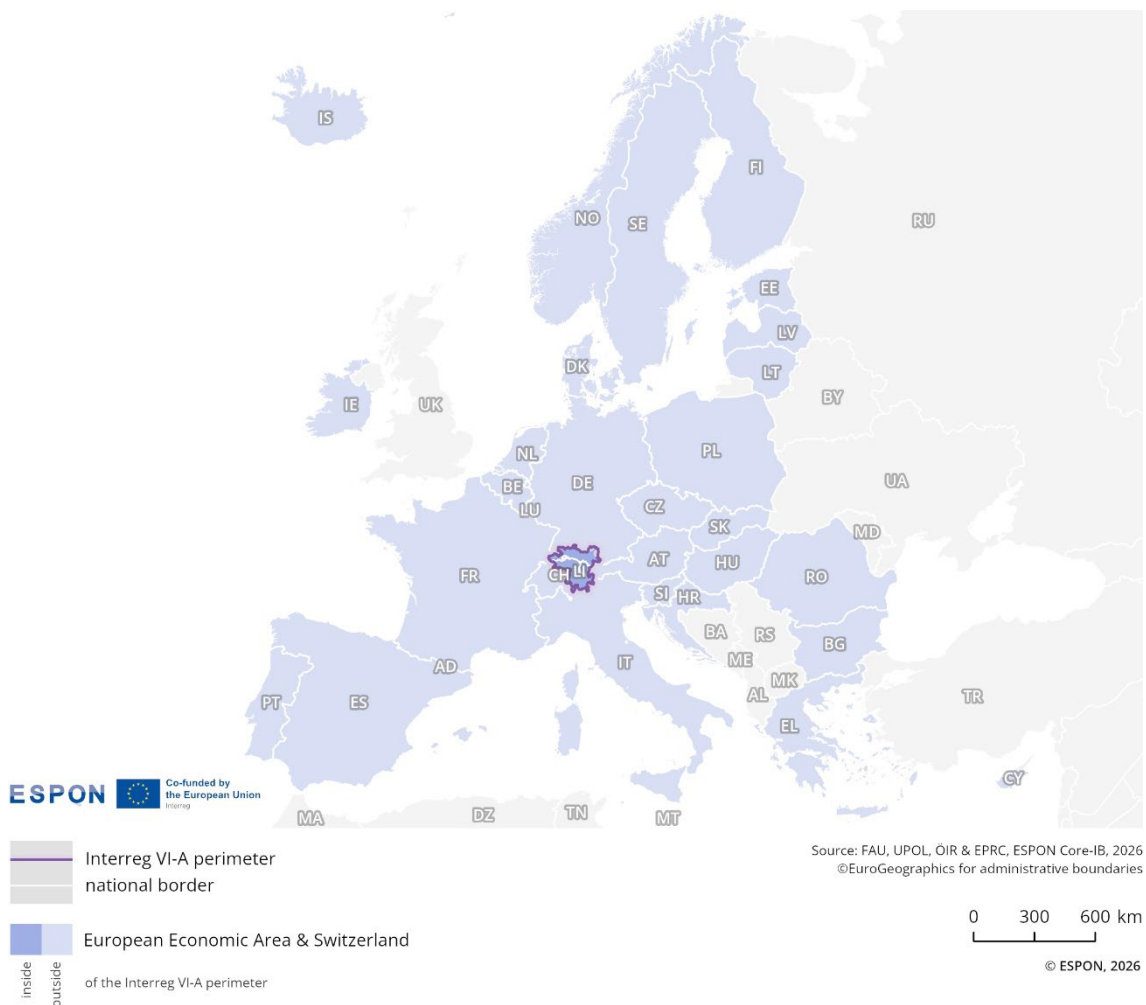 IS
FI
NO
SE
RU
EE
LV
DK
LT
IE
UK
BY
NL
PL
BE
DE
UA
LU
CZ
SK
MD
AT
HU
CH
LI
FR
RO
SI
HR
BA
RS
BG
IT
ME
AD
MK
AL
PT
ES
TR
EL
CY
MA
DZ
TN
MT
ESPON
Co-funded by
the European Union
Interreg
Interreg VI-A perimeter
national border
European Economic Area & Switzerland
inside
outside
of the Interreg VI-A perimeter
Source: FAU, UPOL, ÖIR & EPRC, ESPON Core-IB, 2026
©EuroGeographics for administrative boundaries
0 300 600 km
© ESPON, 2026